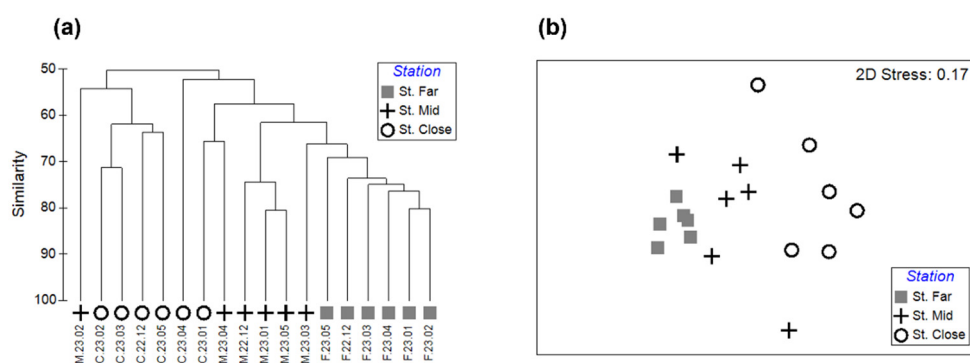 (a)
50
60
70
80
90
100
Similarity
Station
St. Far
St. Mid
St. Close
M.23.02
C.23.02
C.23.03
C.22.12
C.23.05
C.23.04
C.23.01
M.23.04
M.22.12
M.23.01
M.23.05
M.23.03
F.23.05
F.22.12
F.23.03
F.23.04
F.23.01
F.23.02
(b)
2D Stress: 0.17
Station
St. Far
St. Mid
St. Close